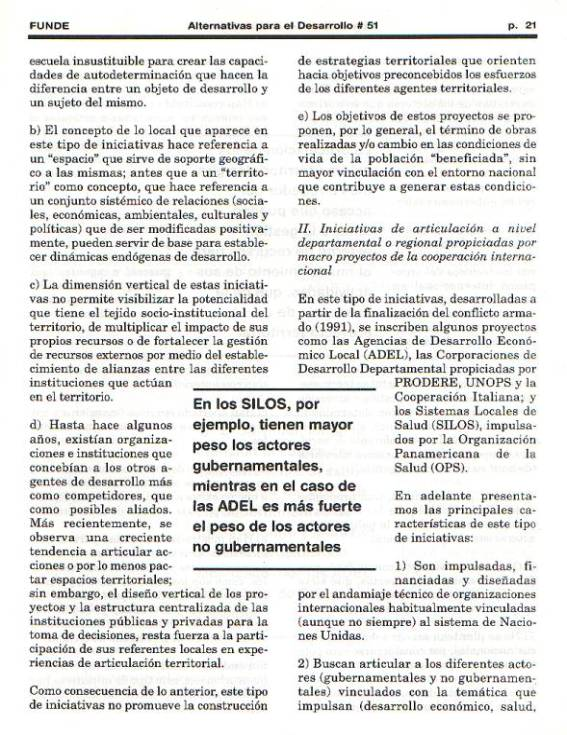 FUNDE Alternativas para el Desarrollo # 51 p. 21
escuela insustituible para crear las capaci-
dades de autodeterminación que hacen la
diferencia entre un objeto de desarrollo y
un sujeto del mismo.
b) El concepto de lo local que aparece en
este tipo de iniciativas hace referencia a
un "espacio" que sirve de soporte geográfi-
co a las mismas; antes que a un "territo-
rio" como concepto, que hace referencia a
un conjunto sistémico de relaciones (socia-
les, económicas, ambientales, culturales y
políticas) que de ser modificadas positiva-
mente, pueden servir de base para estable-
cer dinámicas endógenas de desarrollo.
c) La dimensión vertical de estas iniciati-
vas no permite visibilizar la potencialidad
que tiene el tejido socio-institucional del
territorio, de multiplicar el impacto de sus
propios recursos o de fortalecer la gestión
de recursos externos por medio del estable-
cimiento de alianzas entre las diferentes
instituciones que actúan
en el territorio.
d) Hasta hace algunos
años, existían organiza-
ciones e instituciones que
concebían a los otros a-
gentes de desarrollo más
como competidores, que
como posibles aliados.
Más recientemente, se
observa una creciente
tendencia a articular ac-
ciones o por lo menos pac-
tar espacios territoriales;
sin embargo, el diseño vertical de los pro-
yectos y la estructura centralizada de las
instituciones públicas y privadas para la
toma de decisiones, resta fuerza a la parti-
cipación de sus referentes locales en expe-
riencias de articulación territorial.
Como consecuencia de lo anterior, este tipo
de iniciativas no promueve la construcción
En los SILOS, por
ejemplo, tienen mayor
peso los actores
gubernamentales,
mientras en el caso de
las ADEL es más fuerte
el peso de los actores
no gubernamentales
de estrategias territoriales que orienten
hacia objetivos preconcebidos los esfuerzos
de los diferentes agentes territoriales.
e) Los objetivos de estos proyectos se pro-
ponen, por lo general, el término de obras
realizadas y/o cambio en las condiciones de
vida de la población "beneficiada", sin
mayor vinculación con el entorno nacional
que contribuye a generar estas condicio-
nes.
II. Iniciativas de articulación a nivel
departamental o regional propiciadas por
macro proyectos de la cooperación interna-
cional
En este tipo de iniciativas, desarrolladas a
partir de la finalización del conflicto arma-
do (1991), se inscriben algunos proyectos
como las Agencias de Desarrollo Econó-
mico Local (ADEL), las Corporaciones de
Desarrollo Departamental propiciadas por
PRODERE, UNOPS y la
Cooperación Italiana; y
los Sistemas Locales de
Salud (SILOS), impulsa-
dos por la Organización
Panamericana de la
Salud (OPS).
En adelante presenta-
mos las principales ca-
racterísticas de este tipo
de iniciativas:
1) Son impulsadas, fi-
nanciadas y diseñadas
por el andamiaje técnico de organizaciones
internacionales habitualmente vinculadas
(aunque no siempre) al sistema de Nacio-
nes Unidas.
2) Buscan articular a los diferentes acto-
res (gubernamentales y no gubernamen-
tales) vinculados con la temática que
impulsan (desarrollo económico, salud,